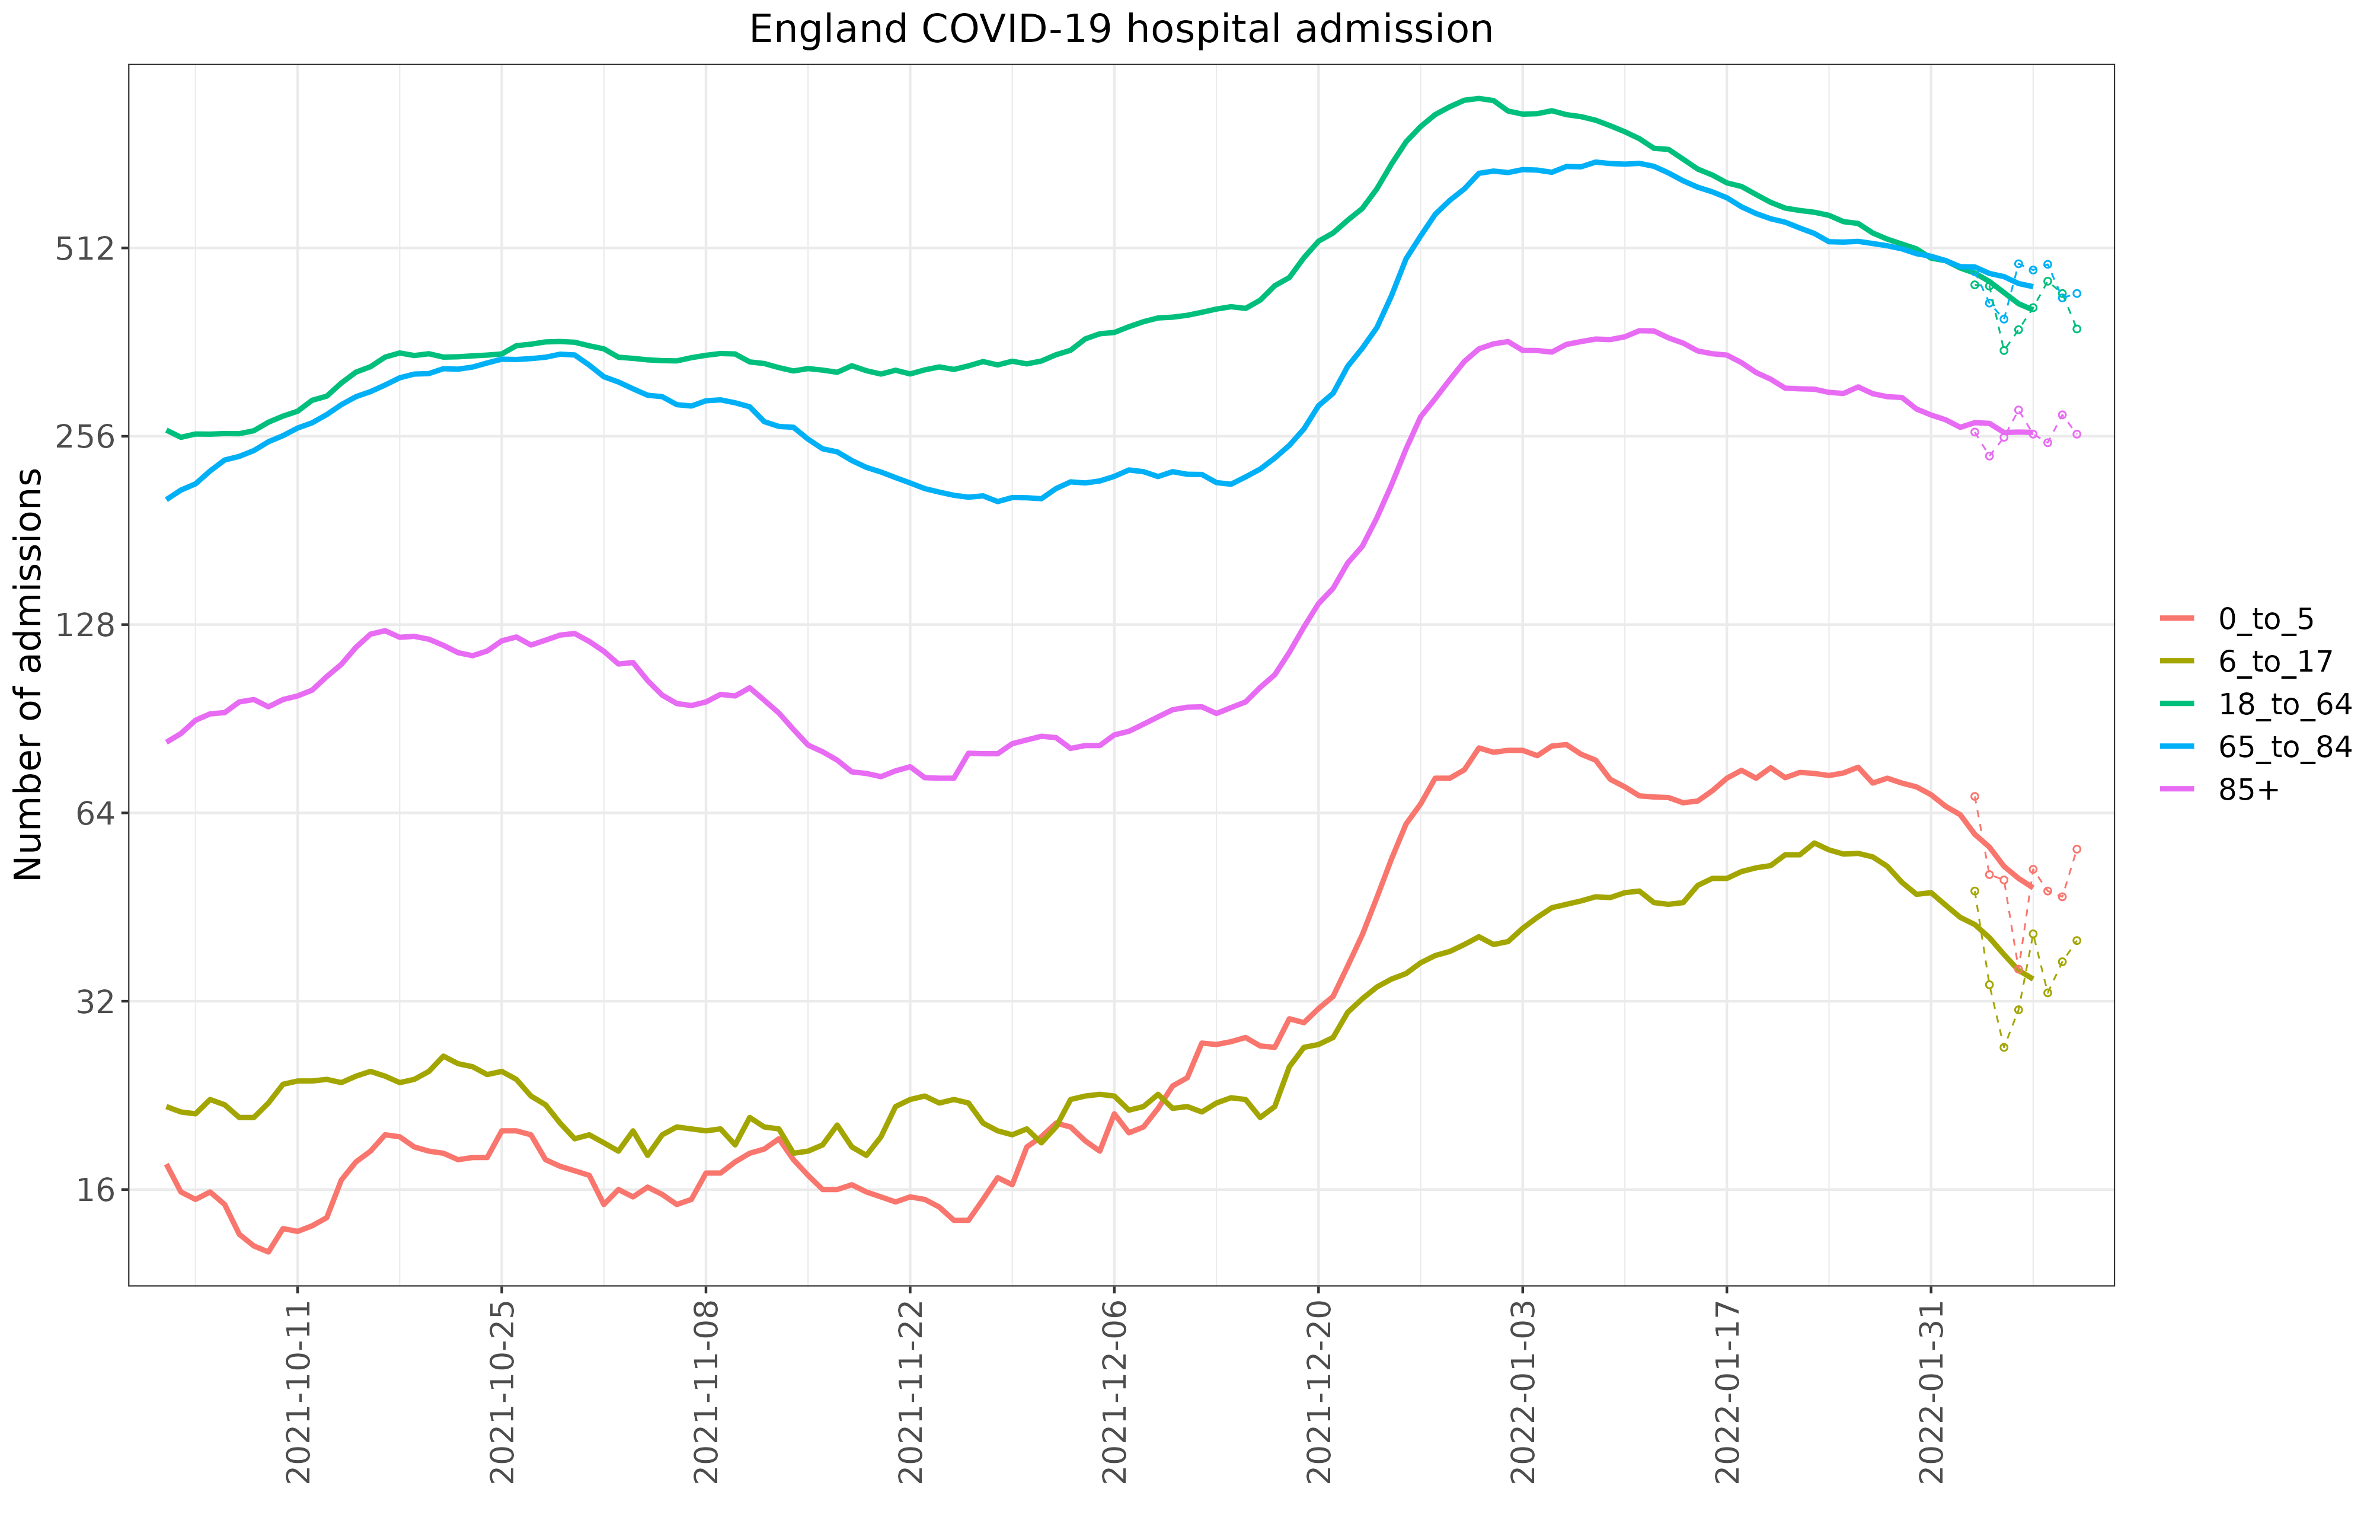 England COVID-19 hospital admission
Number of admissions
512
256
128
64
32
16
2021-10-11
2021-10-25
2021-11-08
2021-11-22
2021-12-06
2021-12-20
2022-01-03
2022-01-17
2022-01-31
0_to_5
6_to_17
18_to_64
65_to_84
85+